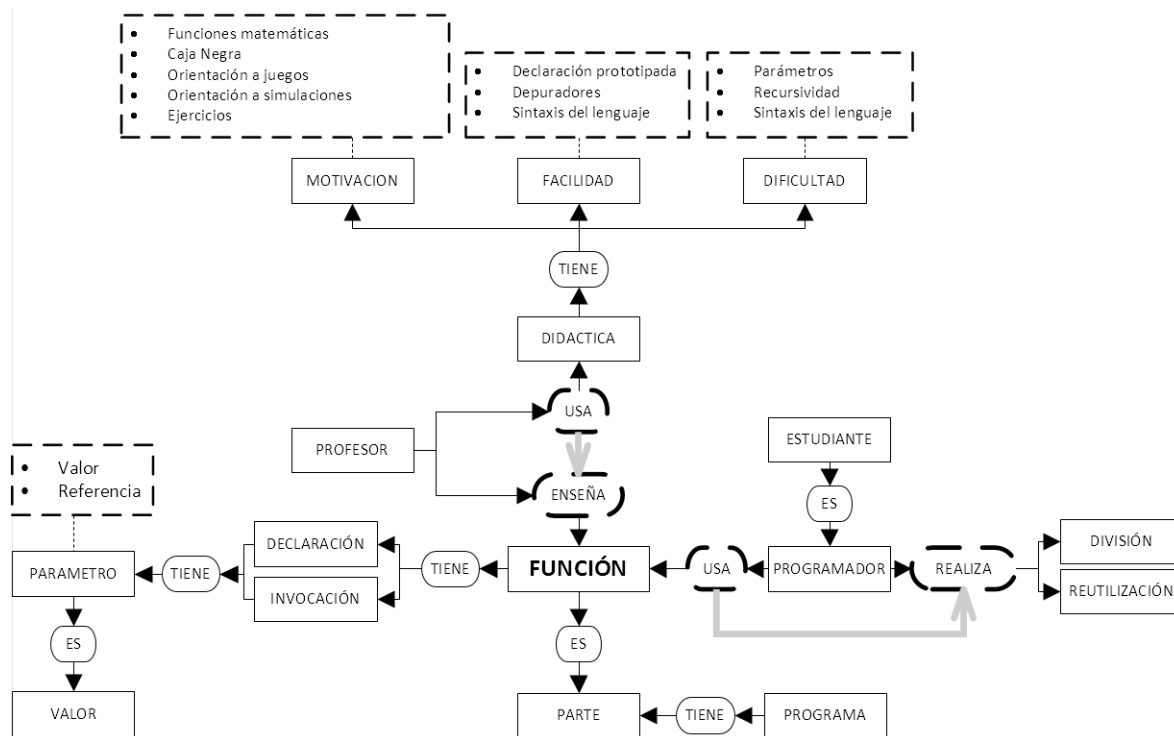 Funciones matemáticas
Caja Negra
Orientación a juegos
Orientación a simulaciones
Ejercicios
Declaración prototipada
Depuradores
Sintaxis del lenguaje
Parámetros
Recursividad
Sintaxis del lenguaje
MOTIVACION
FACILIDAD
DIFICULTAD
TIENE
DIDACTICA
USA
PROFESOR
ENSEÑA
ESTUDIANTE
ES
Valor
Referencia
PARAMETRO
TIENE
DECLARACIÓN
INVOCACIÓN
TIENE
FUNCIÓN
USA
PROGRAMADOR
REALIZA
DIVISIÓN
REUTILIZACIÓN
ES
VALOR
ES
PARTE
TIENE
PROGRAMA